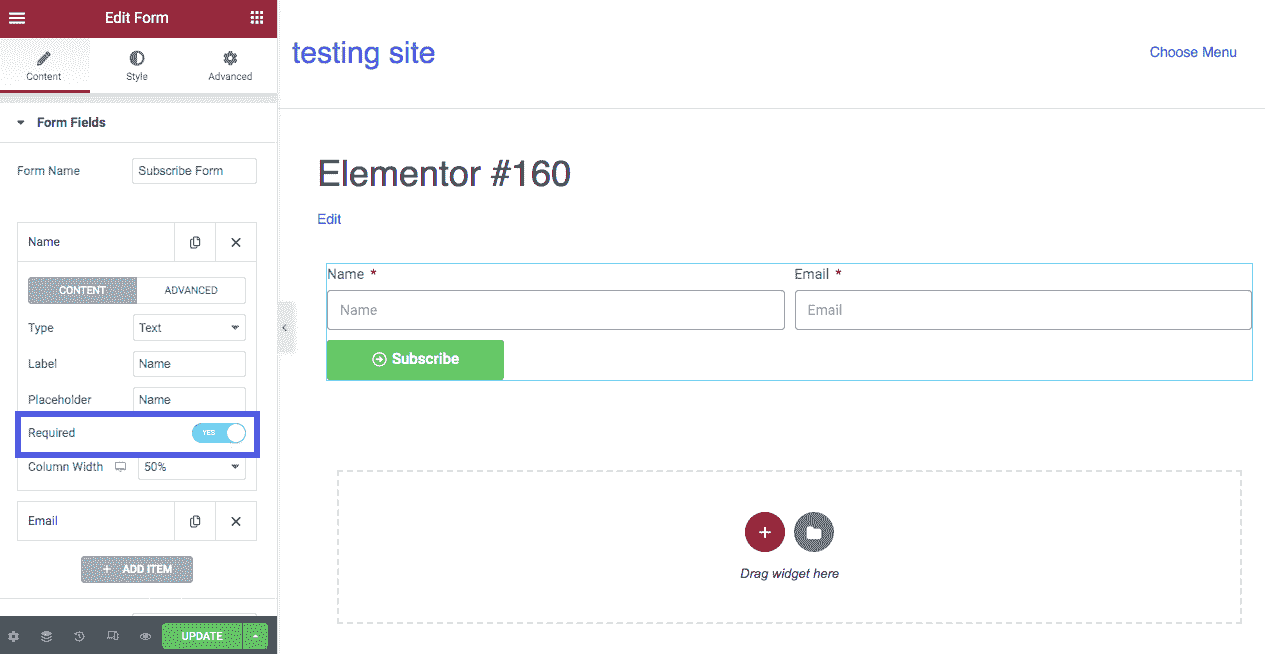 Edit Form
Content
Style
Advanced
Form Fields
Form Name
Subscribe Form
Name
CONTENT
ADVANCED
Type
Text
Label
Name
Placeholder
Name
Required
YES
Column Width
50%
Email
+ ADD ITEM
UPDATE
testing site
Choose Menu
Elementor #160
Edit
Name *
Email *
Name
Email
Subscribe
Drag widget here